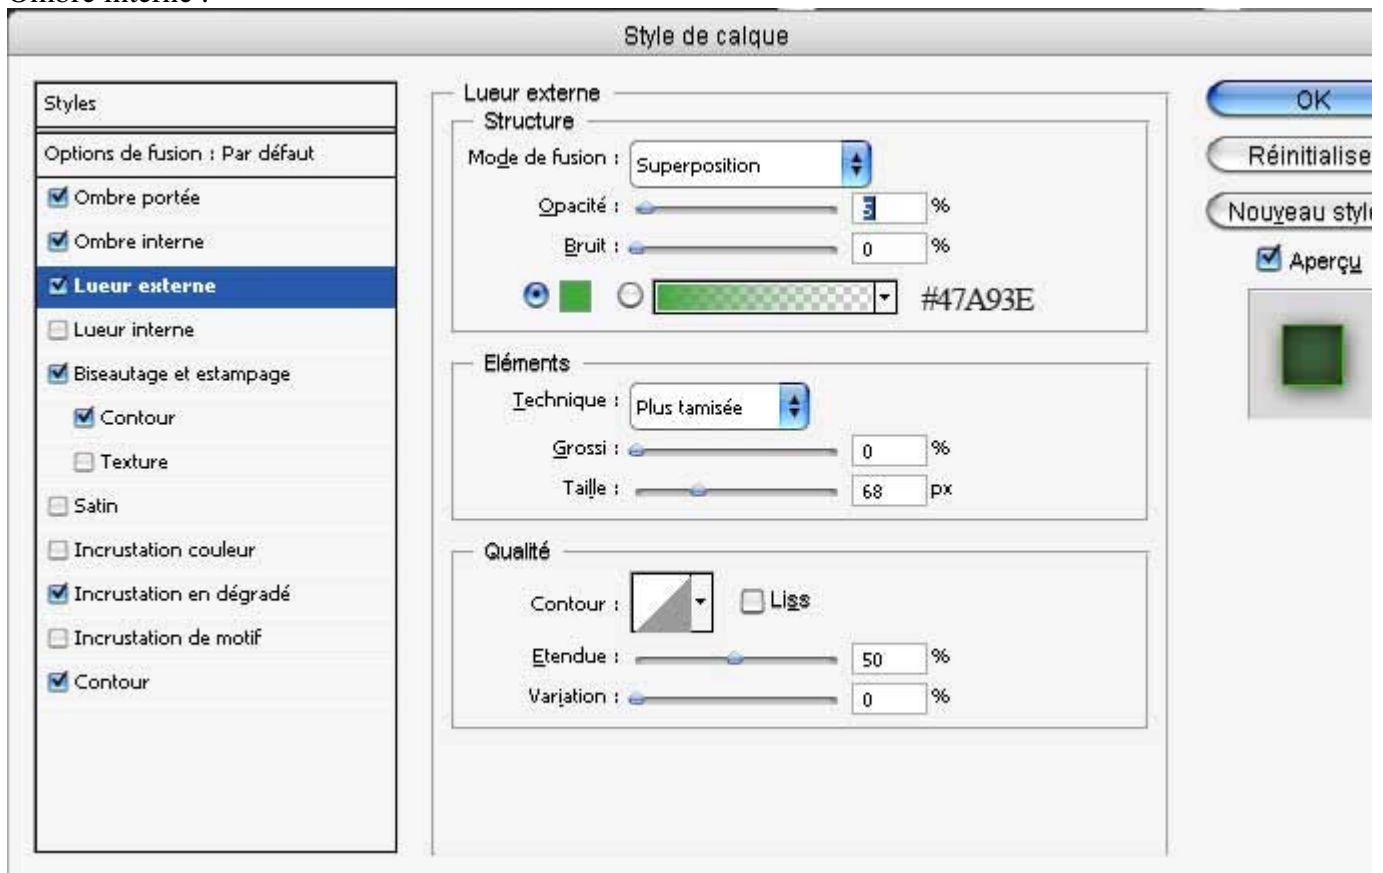 Ombre interne :
Style de calque
Styles
Options de fusion : Par défaut
Ombre portée
Ombre interne
Lueur externe
Lueur interne
Biseautage et estampage
Contour
Texture
Satin
Incrustation couleur
Incrustation en dégradé
Incrustation de motif
Contour
Lueur externe
Structure
Mode de fusion : Superposition
Opacité : %
Bruit : 0 %
#47A93E
Eléments
Technique : Plus tamisée
Grossi : 0 %
Taille : 68 px
Qualité
Contour : Liss
Etendue : 50 %
Variation : 0 %
OK
Réinitialise
Nouveau style
Aperçu